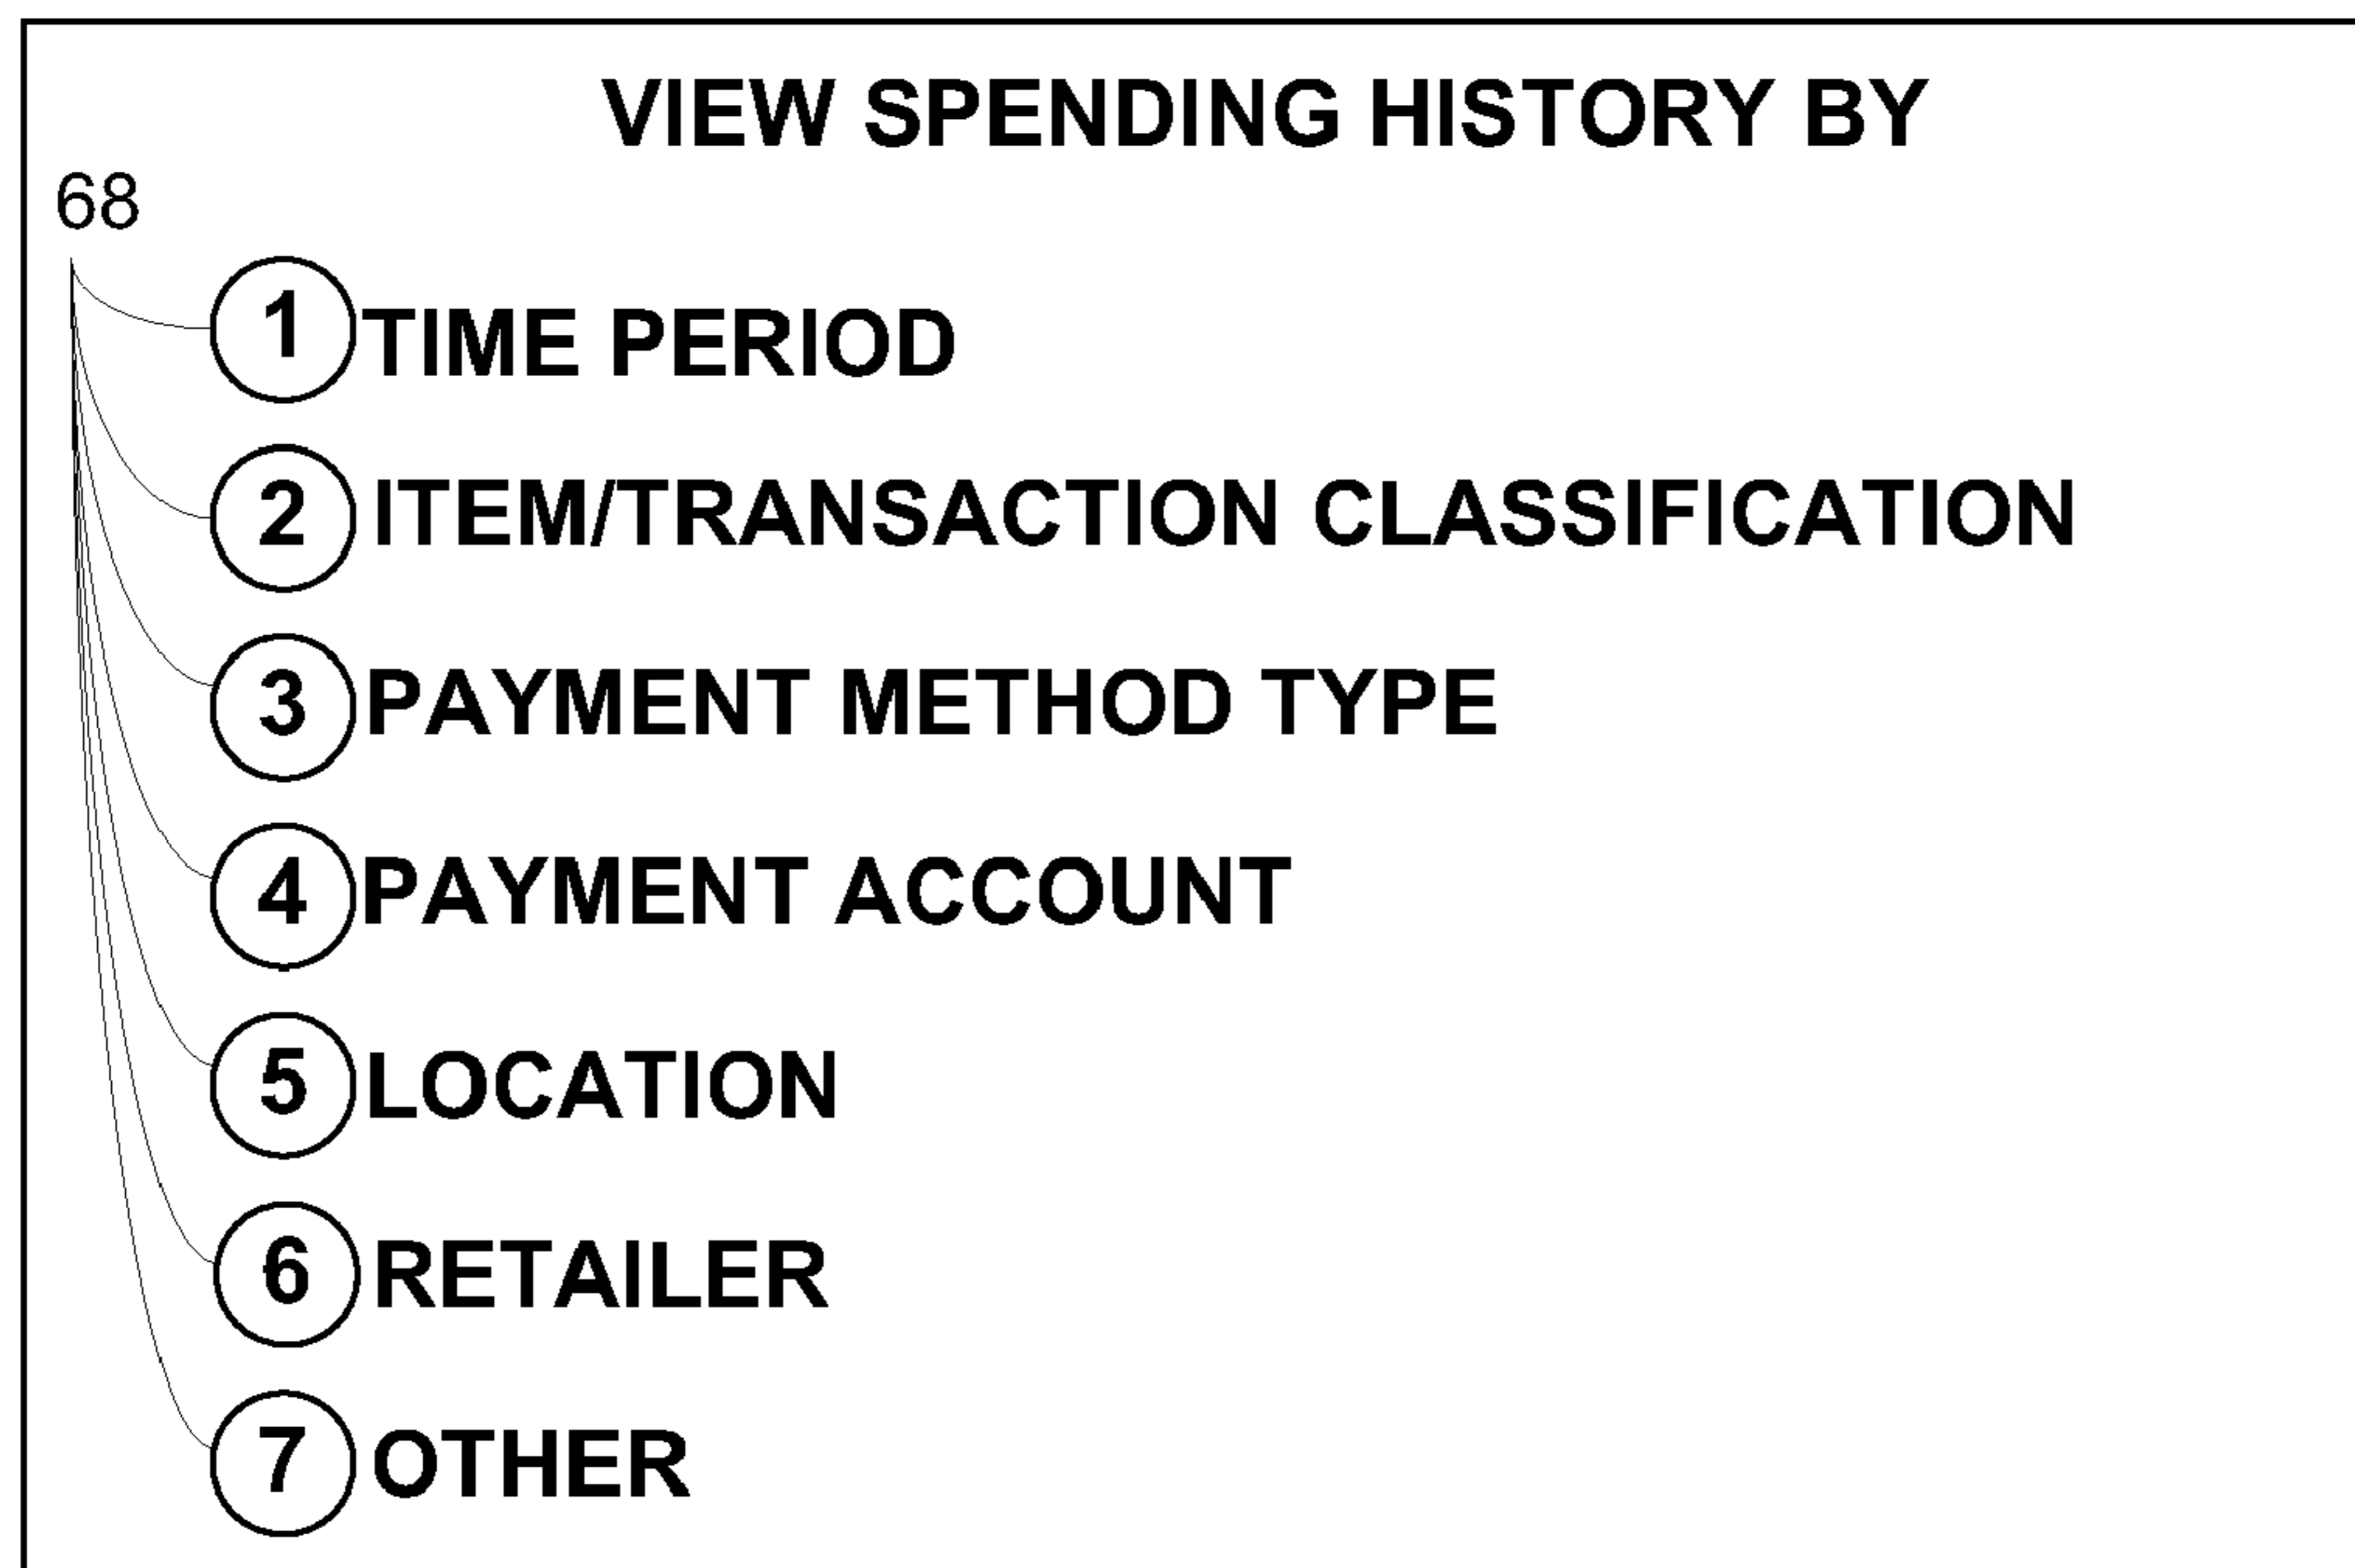 VIEW SPENDING HISTORY BY
68
1 TIME PERIOD
2 ITEM/TRANSACTION CLASSIFICATION
3 PAYMENT METHOD TYPE
4 PAYMENT ACCOUNT
5 LOCATION
6 RETAILER
7 OTHER